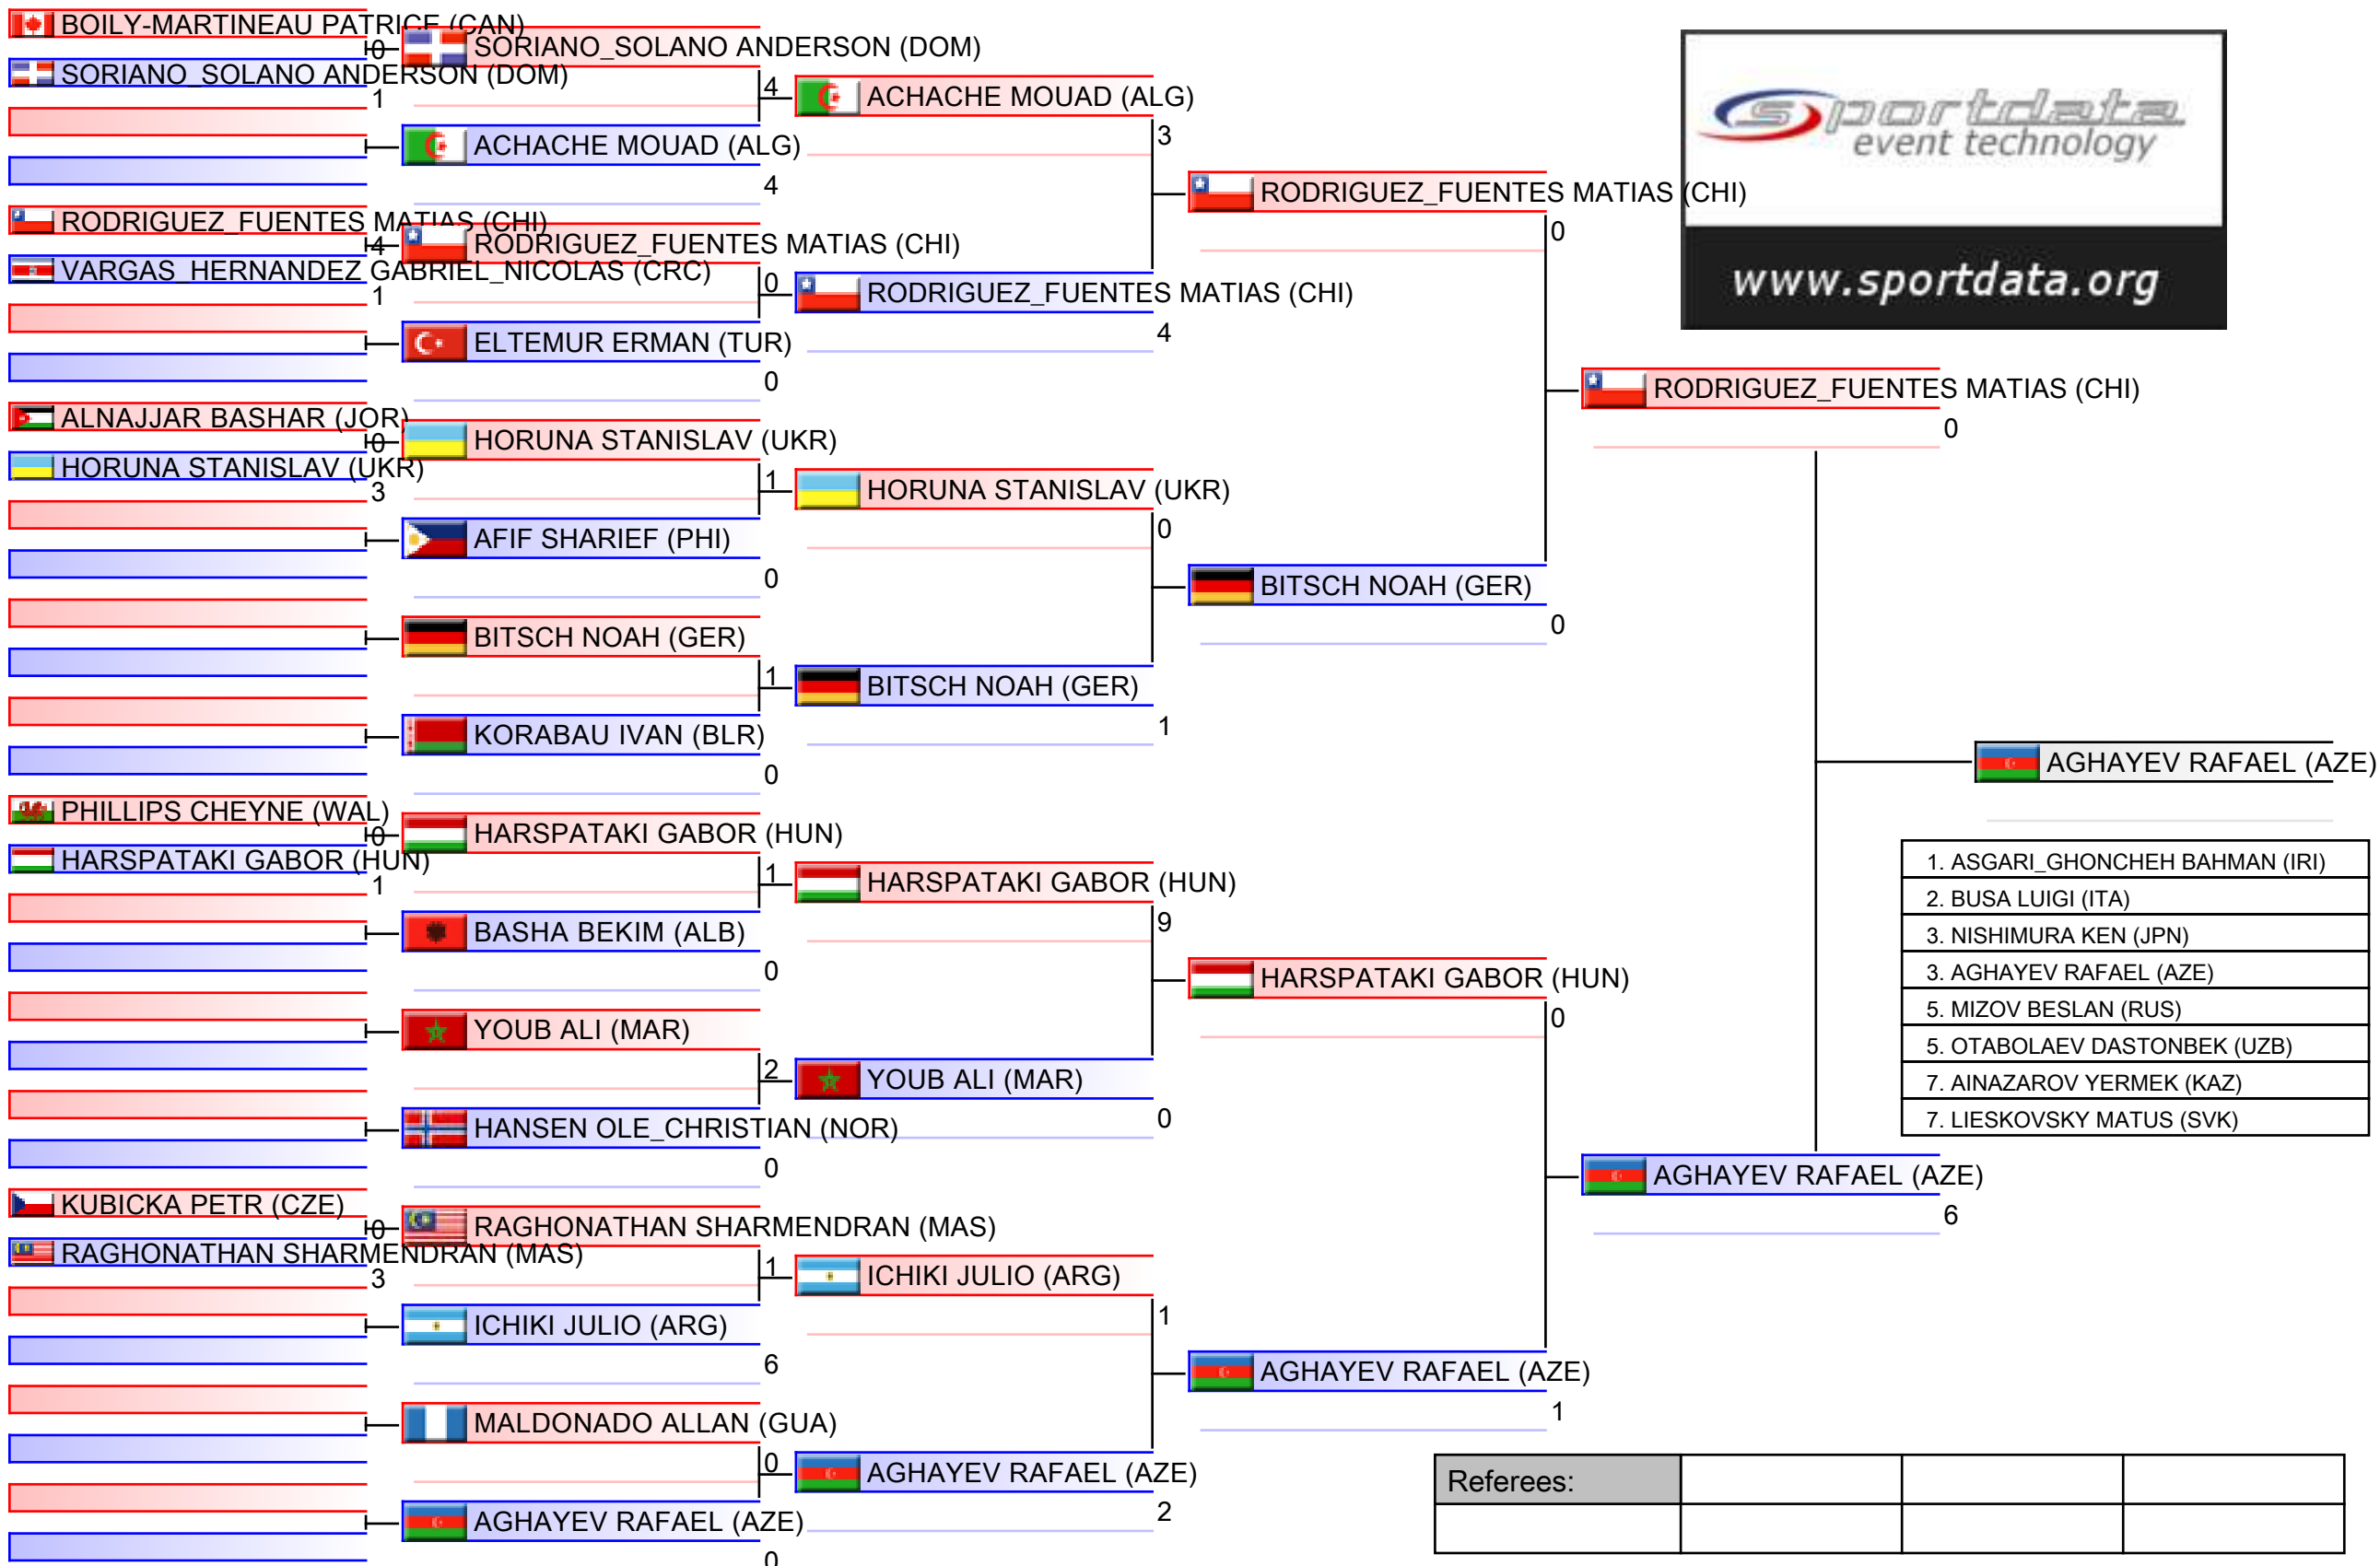 BOILY-MARTINEAU PATRICE (CAN)
0
SORIANO_SOLANO ANDERSON (DOM)
1
RODRIGUEZ_FUENTES MATIAS (CHI)
4
VARGAS_HERNANDEZ GABRIEL_NICOLAS (CRC)
1
ALNAJJAR BASHAR (JOR)
0
HORUNA STANISLAV (UKR)
3
PHILLIPS CHEYNE (WAL)
0
HARSPATAKI GABOR (HUN)
1
KUBICKA PETR (CZE)
0
RAGHONATHAN SHARMENDRAN (MAS)
3
SORIANO_SOLANO ANDERSON (DOM)
4
ACHACHE MOUAD (ALG)
4
RODRIGUEZ_FUENTES MATIAS (CHI)
0
ELTEMUR ERMAN (TUR)
0
HORUNA STANISLAV (UKR)
1
AFIF SHARIEF (PHI)
0
BITSCH NOAH (GER)
1
KORABAU IVAN (BLR)
0
HARSPATAKI GABOR (HUN)
1
BASHA BEKIM (ALB)
0
YOUB ALI (MAR)
2
HANSEN OLE_CHRISTIAN (NOR)
0
RAGHONATHAN SHARMENDRAN (MAS)
1
ICHIKI JULIO (ARG)
6
MALDONADO ALLAN (GUA)
0
AGHAYEV RAFAEL (AZE)
0
ACHACHE MOUAD (ALG)
3
RODRIGUEZ_FUENTES MATIAS (CHI)
4
HORUNA STANISLAV (UKR)
0
BITSCH NOAH (GER)
1
HARSPATAKI GABOR (HUN)
9
YOUB ALI (MAR)
0
ICHIKI JULIO (ARG)
1
AGHAYEV RAFAEL (AZE)
2
RODRIGUEZ_FUENTES MATIAS (CHI)
0
BITSCH NOAH (GER)
0
HARSPATAKI GABOR (HUN)
0
AGHAYEV RAFAEL (AZE)
1
RODRIGUEZ_FUENTES MATIAS (CHI)
0
AGHAYEV RAFAEL (AZE)
6
AGHAYEV RAFAEL (AZE)
sportdata
event technology
www.sportdata.org
1. ASGARI_GHONCHEH BAHMAN (IRI)
2. BUSA LUIGI (ITA)
3. NISHIMURA KEN (JPN)
3. AGHAYEV RAFAEL (AZE)
5. MIZOV BESLAN (RUS)
5. OTABOLAEV DASTONBEK (UZB)
7. AINAZAROV YERMEK (KAZ)
7. LIESKOVSKY MATUS (SVK)
Referees: